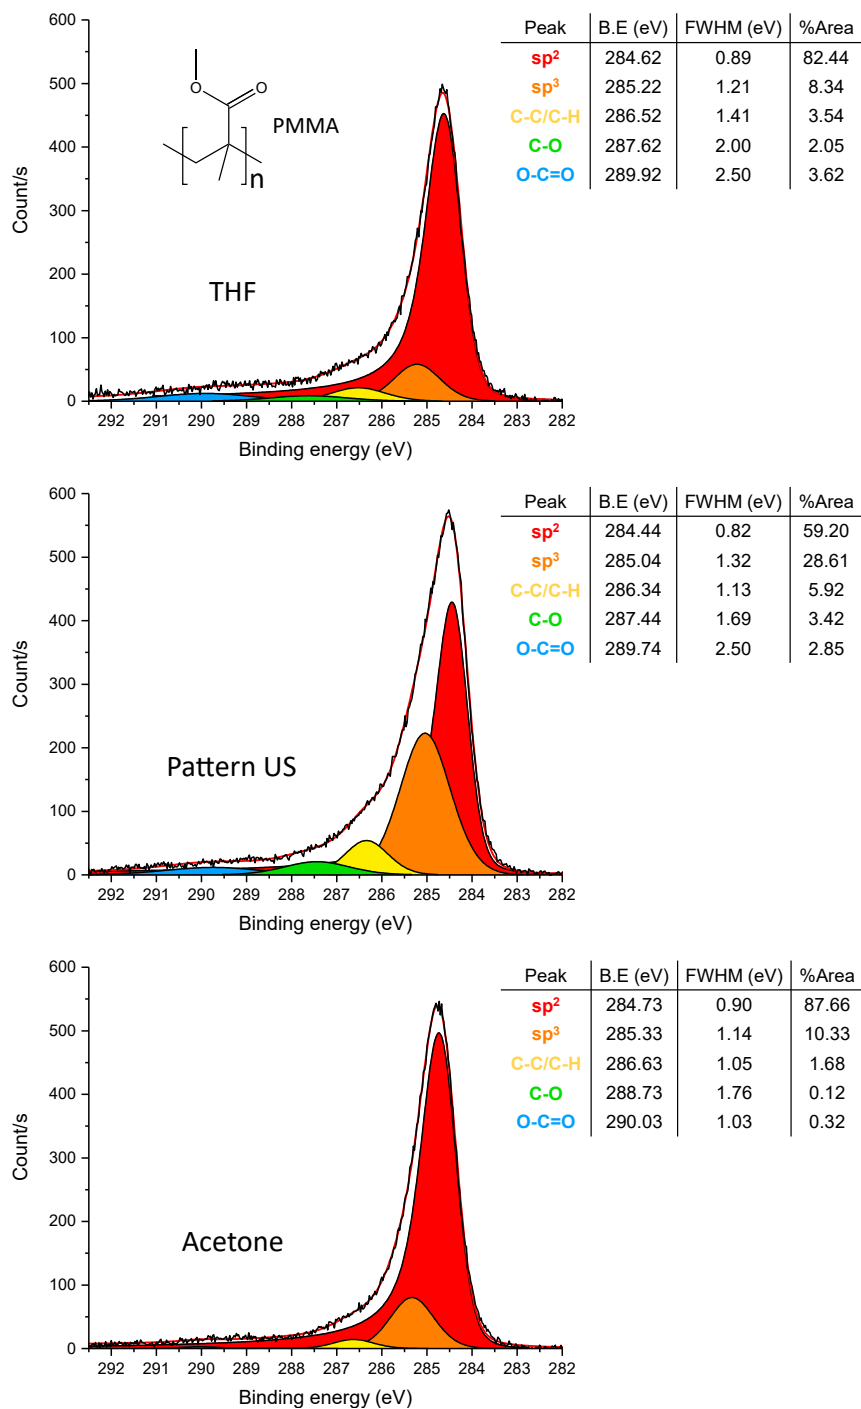 Peak B.E (eV) FWHM (eV) %Area
sp² 284.62 0.89 82.44
sp³ 285.22 1.21 8.34
C-C/C-H 286.52 1.41 3.54
C-O 287.62 2.00 2.05
O-C=O 289.92 2.50 3.62
O
O
PMMA
n
THF
Count/s
600
500
400
300
200
100
0
292 291 290 289 288 287 286 285 284 283 282
Binding energy (eV)
Peak B.E (eV) FWHM (eV) %Area
sp² 284.44 0.82 59.20
sp³ 285.04 1.32 28.61
C-C/C-H 286.34 1.13 5.92
C-O 287.44 1.69 3.42
O-C=O 289.74 2.50 2.85
Pattern US
Count/s
600
500
400
300
200
100
0
292 291 290 289 288 287 286 285 284 283 282
Binding energy (eV)
Peak B.E (eV) FWHM (eV) %Area
sp² 284.73 0.90 87.66
sp³ 285.33 1.14 10.33
C-C/C-H 286.63 1.05 1.68
C-O 288.73 1.76 0.12
O-C=O 290.03 1.03 0.32
Acetone
Count/s
600
500
400
300
200
100
0
292 291 290 289 288 287 286 285 284 283 282
Binding energy (eV)